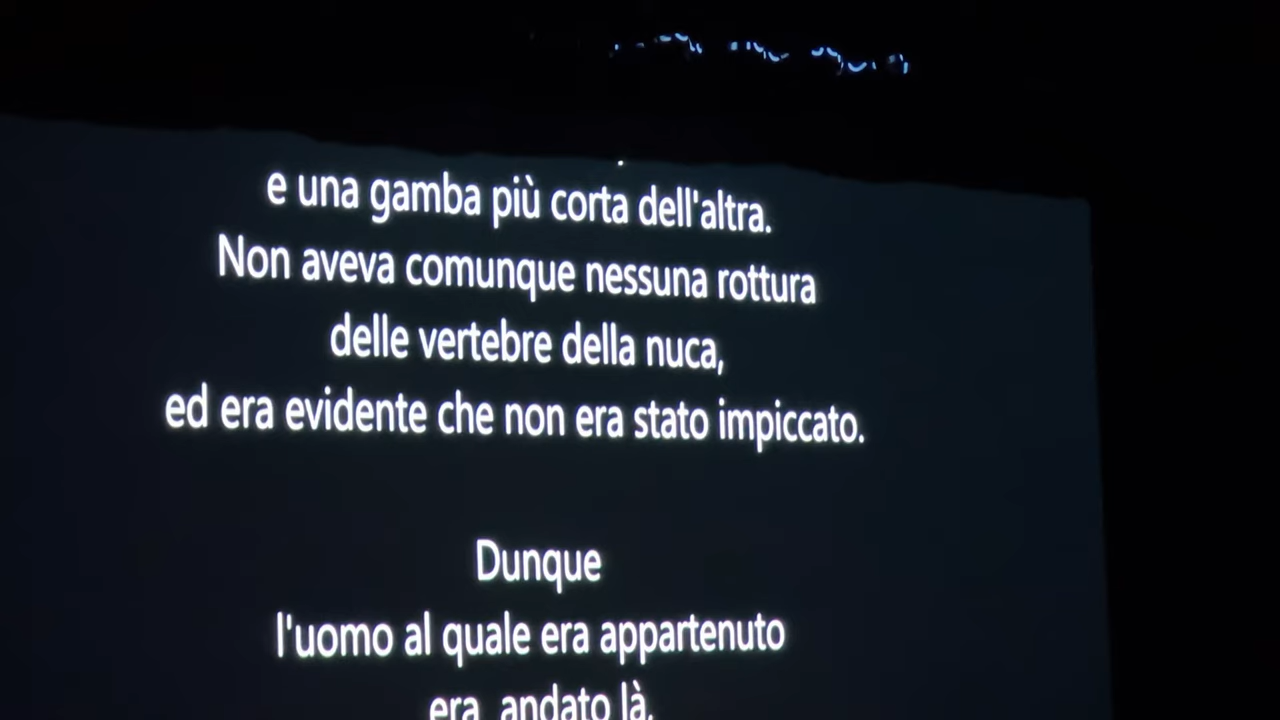 e una gamba più corta dell'altra.
Non aveva comunque nessuna rottura
delle vertebre della nuca,
ed era evidente che non era stato impiccato.
Dunque
l'uomo al quale era appartenuto
era andato là,